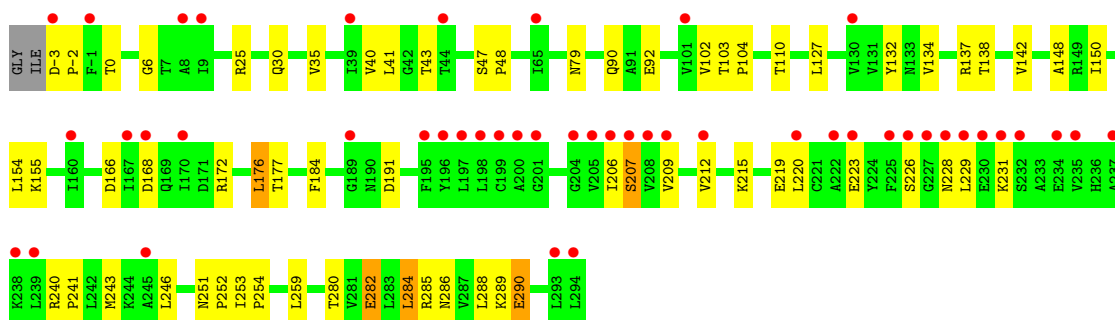 GLY ILE D-3 P-2 F-1 T0 G6 T7 A8 I9 R25 Q30 V35 I39 V40 L41 G42 T43 T44 S47 P48 I65 N79 Q90 A91 E92 V101 V102 T103 P104 T110 L127 V130 V131 Y132 N133 V134 R137 T138 V142 A148 R149 I150
L154 K155 I160 D166 I167 D168 Q169 I170 D171 R172 L176 T177 F184 G189 N190 D191 F195 Y196 L197 L198 C199 A200 G201 G204 V205 I206 S207 V208 V209 V212 K215 E219 L220 C221 A222 E223 Y224 F225 S226 G227 N228 L229 E230 K231 S232 A233 E234 V235 H236 A237
K238 L239 R240 P241 L242 M243 K244 A245 L246 N251 P252 I253 P254 L259 T280 V281 E282 L283 L284 R285 N286 V287 L288 K289 E290 L293 L294